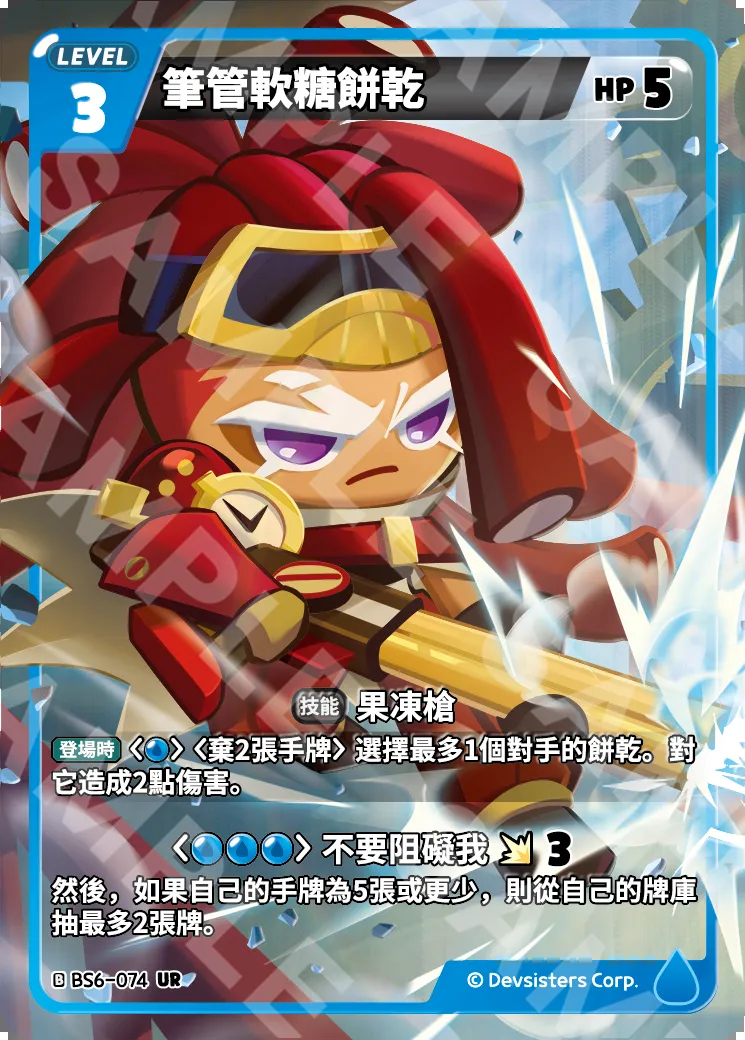 LEVEL
3
筆管軟糖餅乾
HP 5
技能 果凍槍
登場時 〈〉〈棄2張手牌〉選擇最多1個對手的餅乾。對
它造成2點傷害。
〈〉 不要阻礙我 3
然後，如果自己的手牌為5張或更少，則從自己的牌庫
抽最多2張牌。
B BS6-074 UR
© Devsisters Corp.
SAMPLE
SAMPLE
SAMPLE
SAMPLE